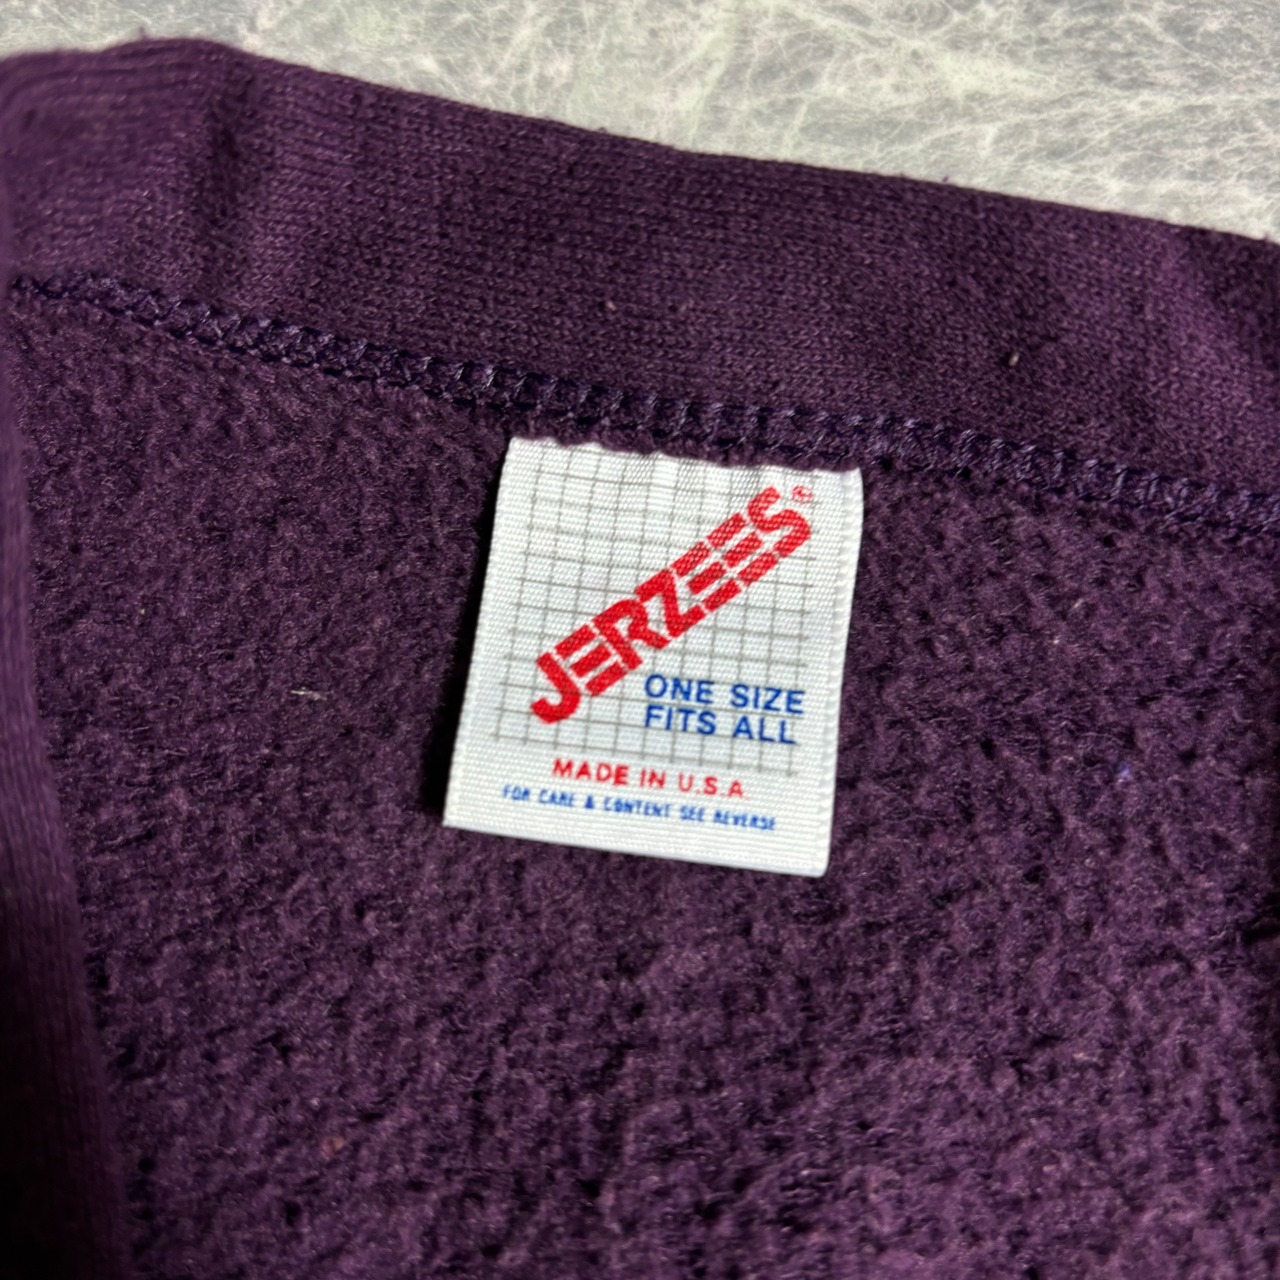 JERZEES®
ONE SIZE
FITS ALL
MADE IN U.S.A.
FOR CARE & CONTENT SEE REVERSE